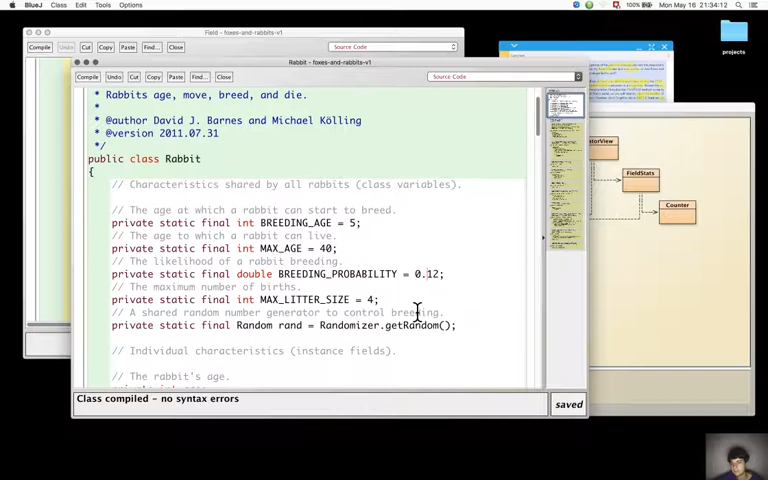 BlueJ Class Edit Tools Options
100% Mon May 16 21:34:12
Field - foxes-and-rabbits-v1
Compile Undo Cut Copy Paste Find... Close Source Code
projects
Rabbit - foxes-and-rabbits-v1
Compile Undo Cut Copy Paste Find... Close Source Code
* Rabbits age, move, breed, and die.
*
* @author David J. Barnes and Michael Kölling
* @version 2011.07.31
*/
public class Rabbit
{
// Characteristics shared by all rabbits (class variables).
// The age at which a rabbit can start to breed.
private static final int BREEDING_AGE = 5;
// The age to which a rabbit can live.
private static final int MAX_AGE = 40;
// The likelihood of a rabbit breeding.
private static final double BREEDING_PROBABILITY = 0.12;
// The maximum number of births.
private static final int MAX_LITTER_SIZE = 4;
// A shared random number generator to control breeding.
private static final Random rand = Randomizer.getRandom();
// Individual characteristics (instance fields).
// The rabbit's age.
atorView
FieldStats
Counter
Class compiled - no syntax errors
saved